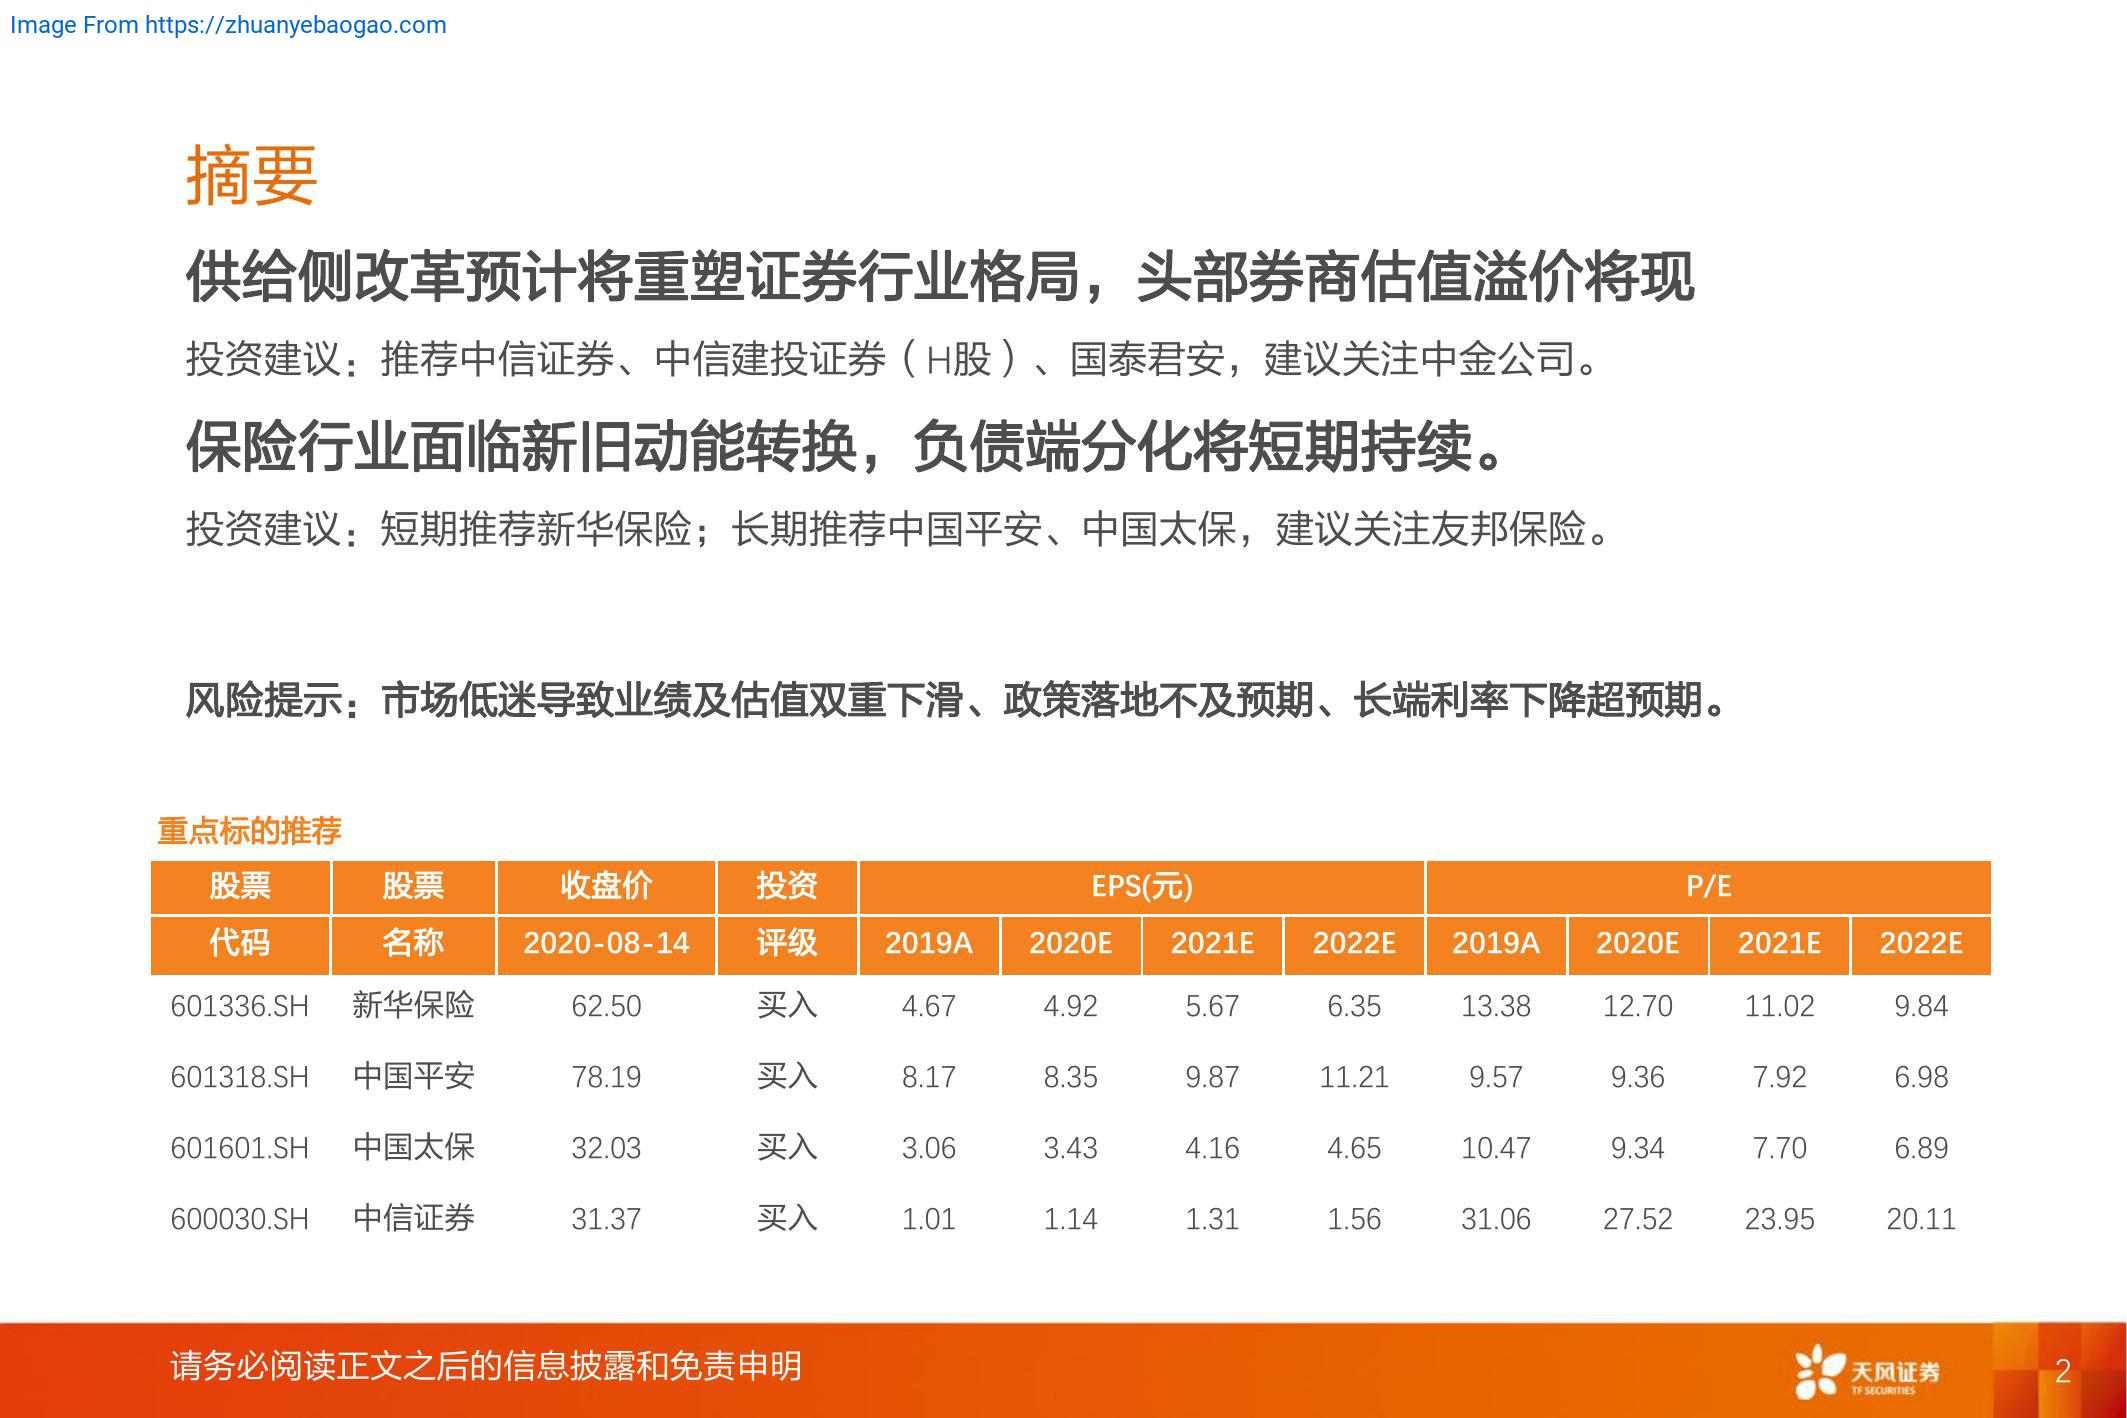 Image From https://zhuanyebaogao.com
摘要
供给侧改革预计将重塑证券行业格局，头部券商估值溢价将现
投资建议：推荐中信证券、中信建投证券（H股）、国泰君安，建议关注中金公司。
保险行业面临新旧动能转换，负债端分化将短期持续。
投资建议：短期推荐新华保险；长期推荐中国平安、中国太保，建议关注友邦保险。
风险提示：市场低迷导致业绩及估值双重下滑、政策落地不及预期、长端利率下降超预期。
重点标的推荐
股票 股票 收盘价 投资 EPS(元) P/E
代码 名称 2020-08-14 评级 2019A 2020E 2021E 2022E 2019A 2020E 2021E 2022E
601336.SH 新华保险 62.50 买入 4.67 4.92 5.67 6.35 13.38 12.70 11.02 9.84
601318.SH 中国平安 78.19 买入 8.17 8.35 9.87 11.21 9.57 9.36 7.92 6.98
601601.SH 中国太保 32.03 买入 3.06 3.43 4.16 4.65 10.47 9.34 7.70 6.89
600030.SH 中信证券 31.37 买入 1.01 1.14 1.31 1.56 31.06 27.52 23.95 20.11
请务必阅读正文之后的信息披露和免责申明
天风证券
TF SECURITIES
2